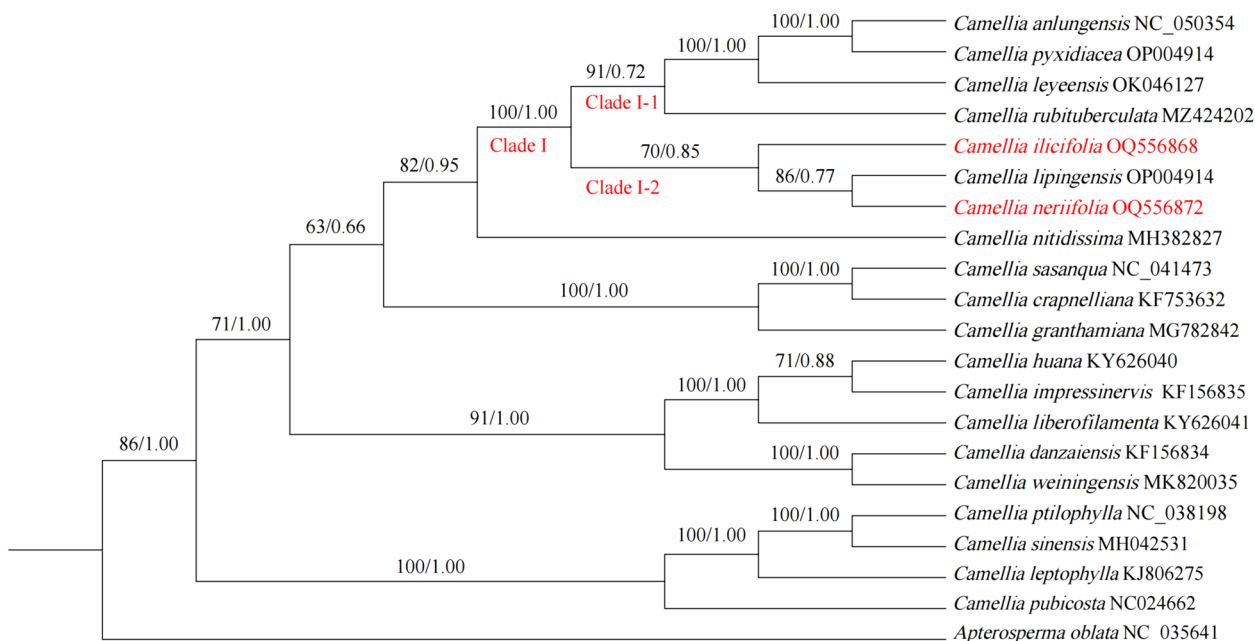 100/1.00
Camellia anlungensis NC_050354
100/1.00
Camellia pyxidiacea OP004914
91/0.72
Camellia leyeensis OK046127
Clade I-1
100/1.00
Camellia rubituberculata MZ424202
Clade I
Camellia ilicifolia OQ556868
70/0.85
82/0.95
86/0.77
Camellia lipingensis OP004914
Clade I-2
Camellia neriifolia OQ556872
63/0.66
Camellia nitidissima MH382827
100/1.00
Camellia sasanqua NC_041473
100/1.00
Camellia crapnelliana KF753632
71/1.00
Camellia granthamiana MG782842
71/0.88
Camellia huana KY626040
100/1.00
Camellia impressinervis KF156835
91/1.00
Camellia liberofilamenta KY626041
86/1.00
100/1.00
Camellia danzaiensis KF156834
Camellia weiningensis MK820035
100/1.00
Camellia ptilophylla NC_038198
100/1.00
Camellia sinensis MH042531
100/1.00
Camellia leptophylla KJ806275
Camellia pubicosta NC024662
Apterosperma oblata NC_035641